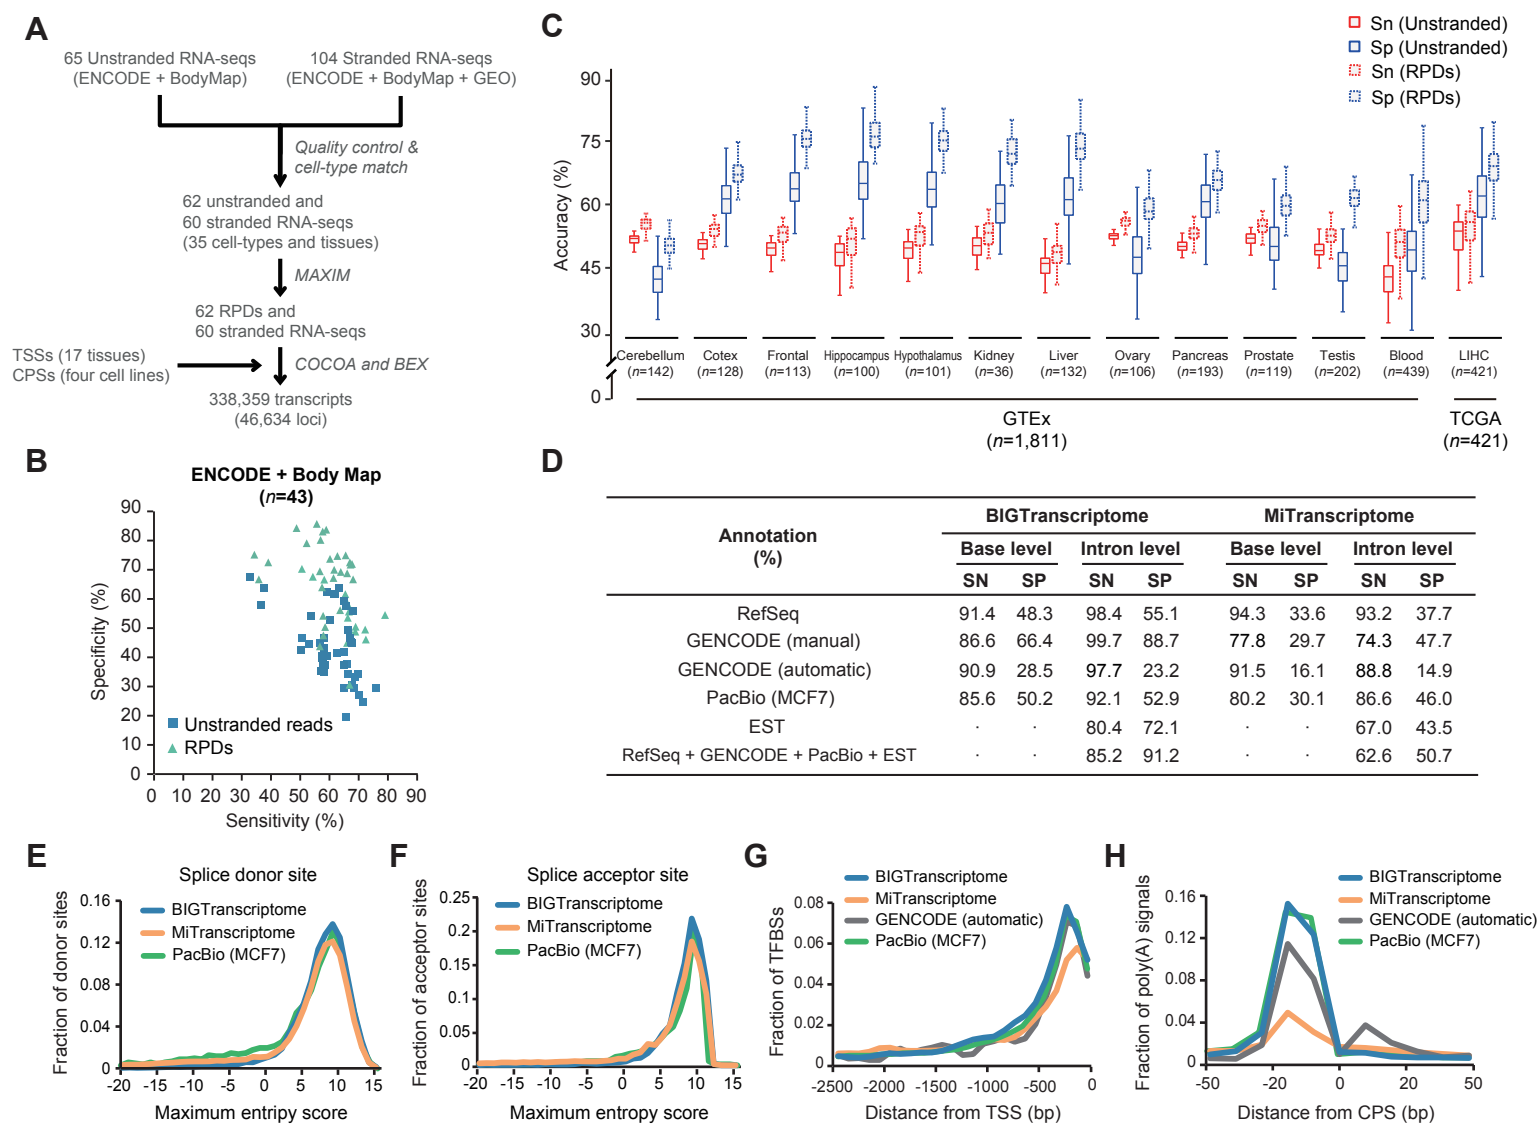 A
65 Unstranded RNA-seqs
(ENCODE + BodyMap)
104 Stranded RNA-seqs
(ENCODE + BodyMap + GEO)
Quality control &
cell-type match
62 unstranded and
60 stranded RNA-seqs
(35 cell-types and tissues)
MAXIM
62 RPDs and
60 stranded RNA-seqs
TSSs (17 tissues)
CPSs (four cell lines)
COCOA and BEX
338,359 transcripts
(46,634 loci)
B
ENCODE + Body Map
(n=43)
Specificity (%)
90
80
70
60
50
40
30
20
10
0
Unstranded reads
RPDs
0 10 20 30 40 50 60 70 80 90
Sensitivity (%)
C
Sn (Unstranded)
Sp (Unstranded)
Sn (RPDs)
Sp (RPDs)
Accuracy (%)
90
75
60
45
30
0
Cerebellum Cotex Frontal Hippocampus Hypothalamus Kidney Liver Ovary Pancreas Prostate Testis Blood LIHC
(n=142) (n=128) (n=113) (n=100) (n=101) (n=36) (n=132) (n=106) (n=193) (n=119) (n=202) (n=439) (n=421)
GTEx TCGA
(n=1,811) (n=421)
D
Annotation
(%)
BIGTranscriptome MiTranscriptome
Base level Intron level Base level Intron level
SN SP SN SP SN SP SN SP
RefSeq 91.4 48.3 98.4 55.1 94.3 33.6 93.2 37.7
GENCODE (manual) 86.6 66.4 99.7 88.7 77.8 29.7 74.3 47.7
GENCODE (automatic) 90.9 28.5 97.7 23.2 91.5 16.1 88.8 14.9
PacBio (MCF7) 85.6 50.2 92.1 52.9 80.2 30.1 86.6 46.0
EST · · 80.4 72.1 · · 67.0 43.5
RefSeq + GENCODE + PacBio + EST · · 85.2 91.2 · · 62.6 50.7
E
Splice donor site
Fraction of donor sites
BIGTranscriptome
MiTranscriptome
PacBio (MCF7)
0.16
0.12
0.08
0.04
0
-20 -15 -10 -5 0 5 10 15
Maximum entripy score
F
Splice acceptor site
Fraction of acceptor sites
BIGTranscriptome
MiTranscriptome
PacBio (MCF7)
0.25
0.2
0.15
0.1
0.05
0
-20 -15 -10 -5 0 5 10 15
Maximum entropy score
G
Fraction of TFBSs
BIGTranscriptome
MiTranscriptome
GENCODE (automatic)
PacBio (MCF7)
0.08
0.06
0.04
0.02
0
-2500 -2000 -1500 -1000 -500 0
Distance from TSS (bp)
H
Fraction of poly(A) signals
BIGTranscriptome
MiTranscriptome
GENCODE (automatic)
PacBio (MCF7)
0.16
0.12
0.08
0.04
0
-50 -20 0 20 50
Distance from CPS (bp)